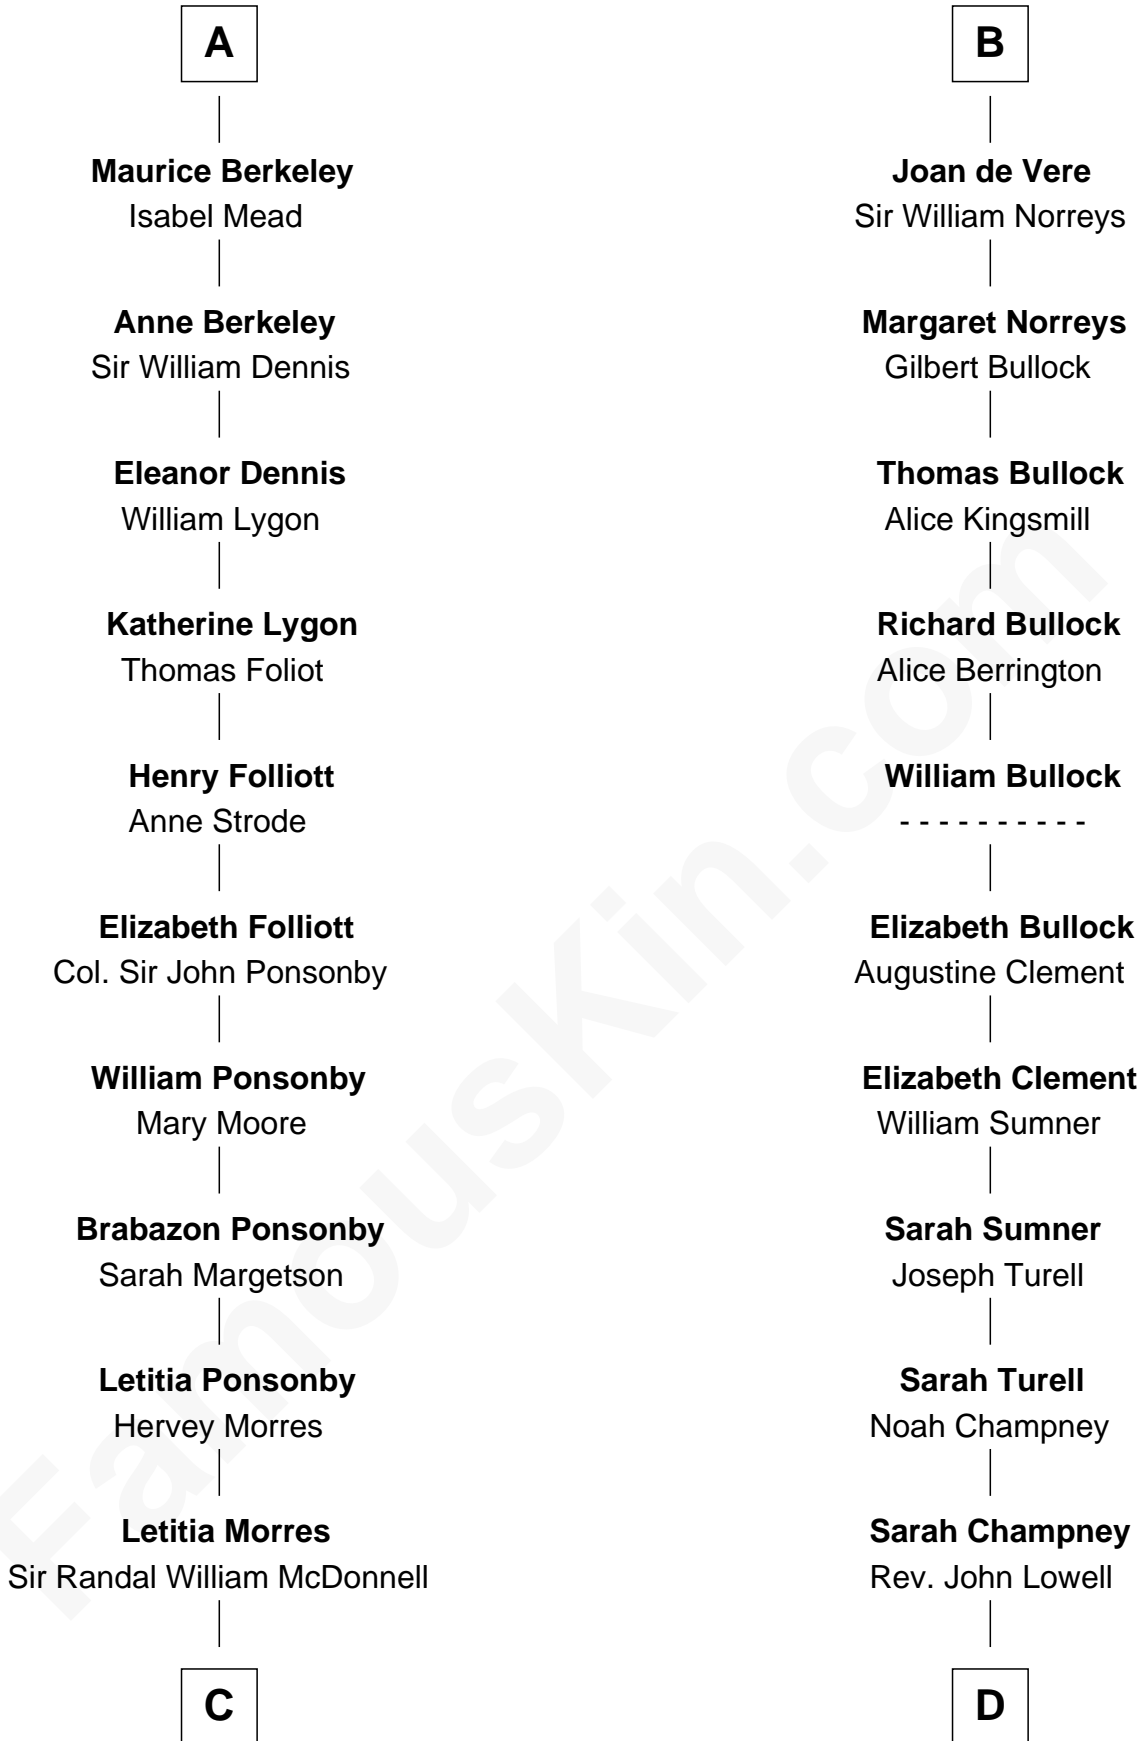 A
Maurice Berkeley
Isabel Mead
Anne Berkeley
Sir William Dennis
Eleanor Dennis
William Lygon
Katherine Lygon
Thomas Foliot
Henry Folliott
Anne Strode
Elizabeth Folliott
Col. Sir John Ponsonby
William Ponsonby
Mary Moore
Brabazon Ponsonby
Sarah Margetson
Letitia Ponsonby
Hervey Morres
Letitia Morres
Sir Randal William McDonnell
C
B
Joan de Vere
Sir William Norreys
Margaret Norreys
Gilbert Bullock
Thomas Bullock
Alice Kingsmill
Richard Bullock
Alice Berrington
William Bullock
- - - - - - - - - -
Elizabeth Bullock
Augustine Clement
Elizabeth Clement
William Sumner
Sarah Sumner
Joseph Turell
Sarah Turell
Noah Champney
Sarah Champney
Rev. John Lowell
D
FamousKin.com